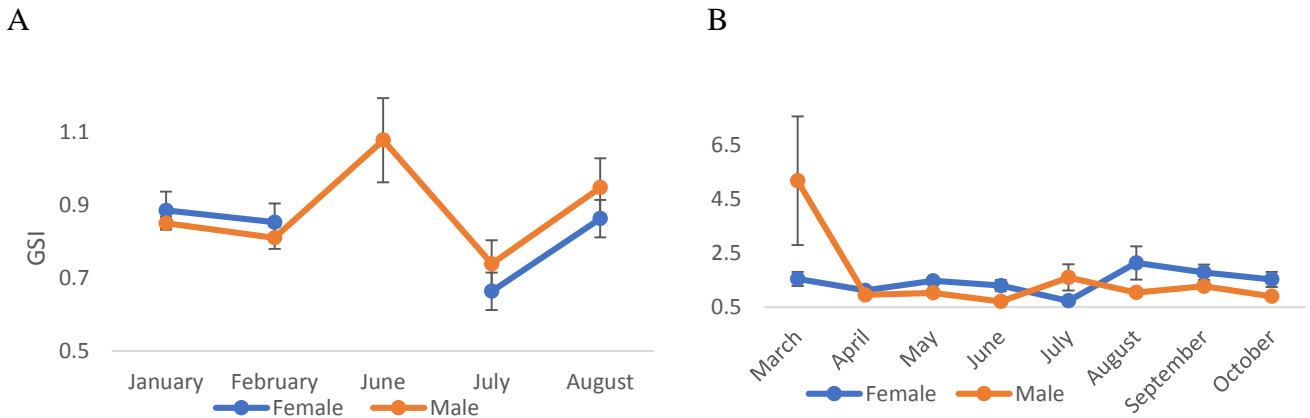 A
B
GSI
1.1
0.9
0.7
0.5
January February June July August
Female Male
6.5
4.5
2.5
0.5
March April May June July August September October
Female Male